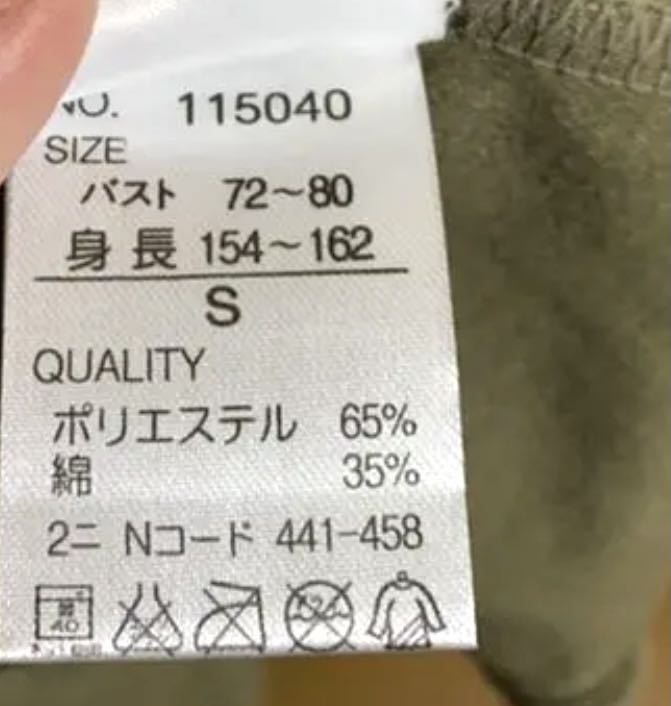 NO. 115040
SIZE
バスト 72〜80
身長 154〜162
S
QUALITY
ポリエステル 65%
綿 35%
2ニ Nコード 441-458
40